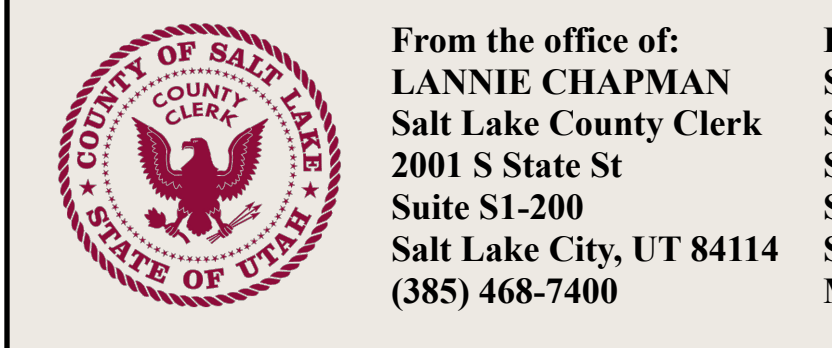 COUNTY OF SALT LAKE
STATE OF UTAH
COUNTY
CLERK
From the office of:
LANNIE CHAPMAN
Salt Lake County Clerk
2001 S State St
Suite S1-200
Salt Lake City, UT 84114
(385) 468-7400